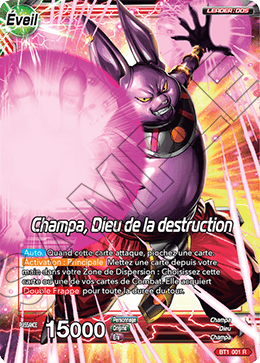 Éveil
LEADER: DOS
Champa, Dieu de la destruction
Auto. Quand cette carte attaque, piochez une carte.
Activation : Principale Mettez une carte depuis votre
main dans votre Zone de Dispersion : Choisissez cette
carte ou une de vos cartes de Combat. Elle acquiert
Double Frappe pour toute la durée du tour.
PUISSANCE 15000
Personnage Champa
Origine Dieu
Ère Champa
BT1 001 R